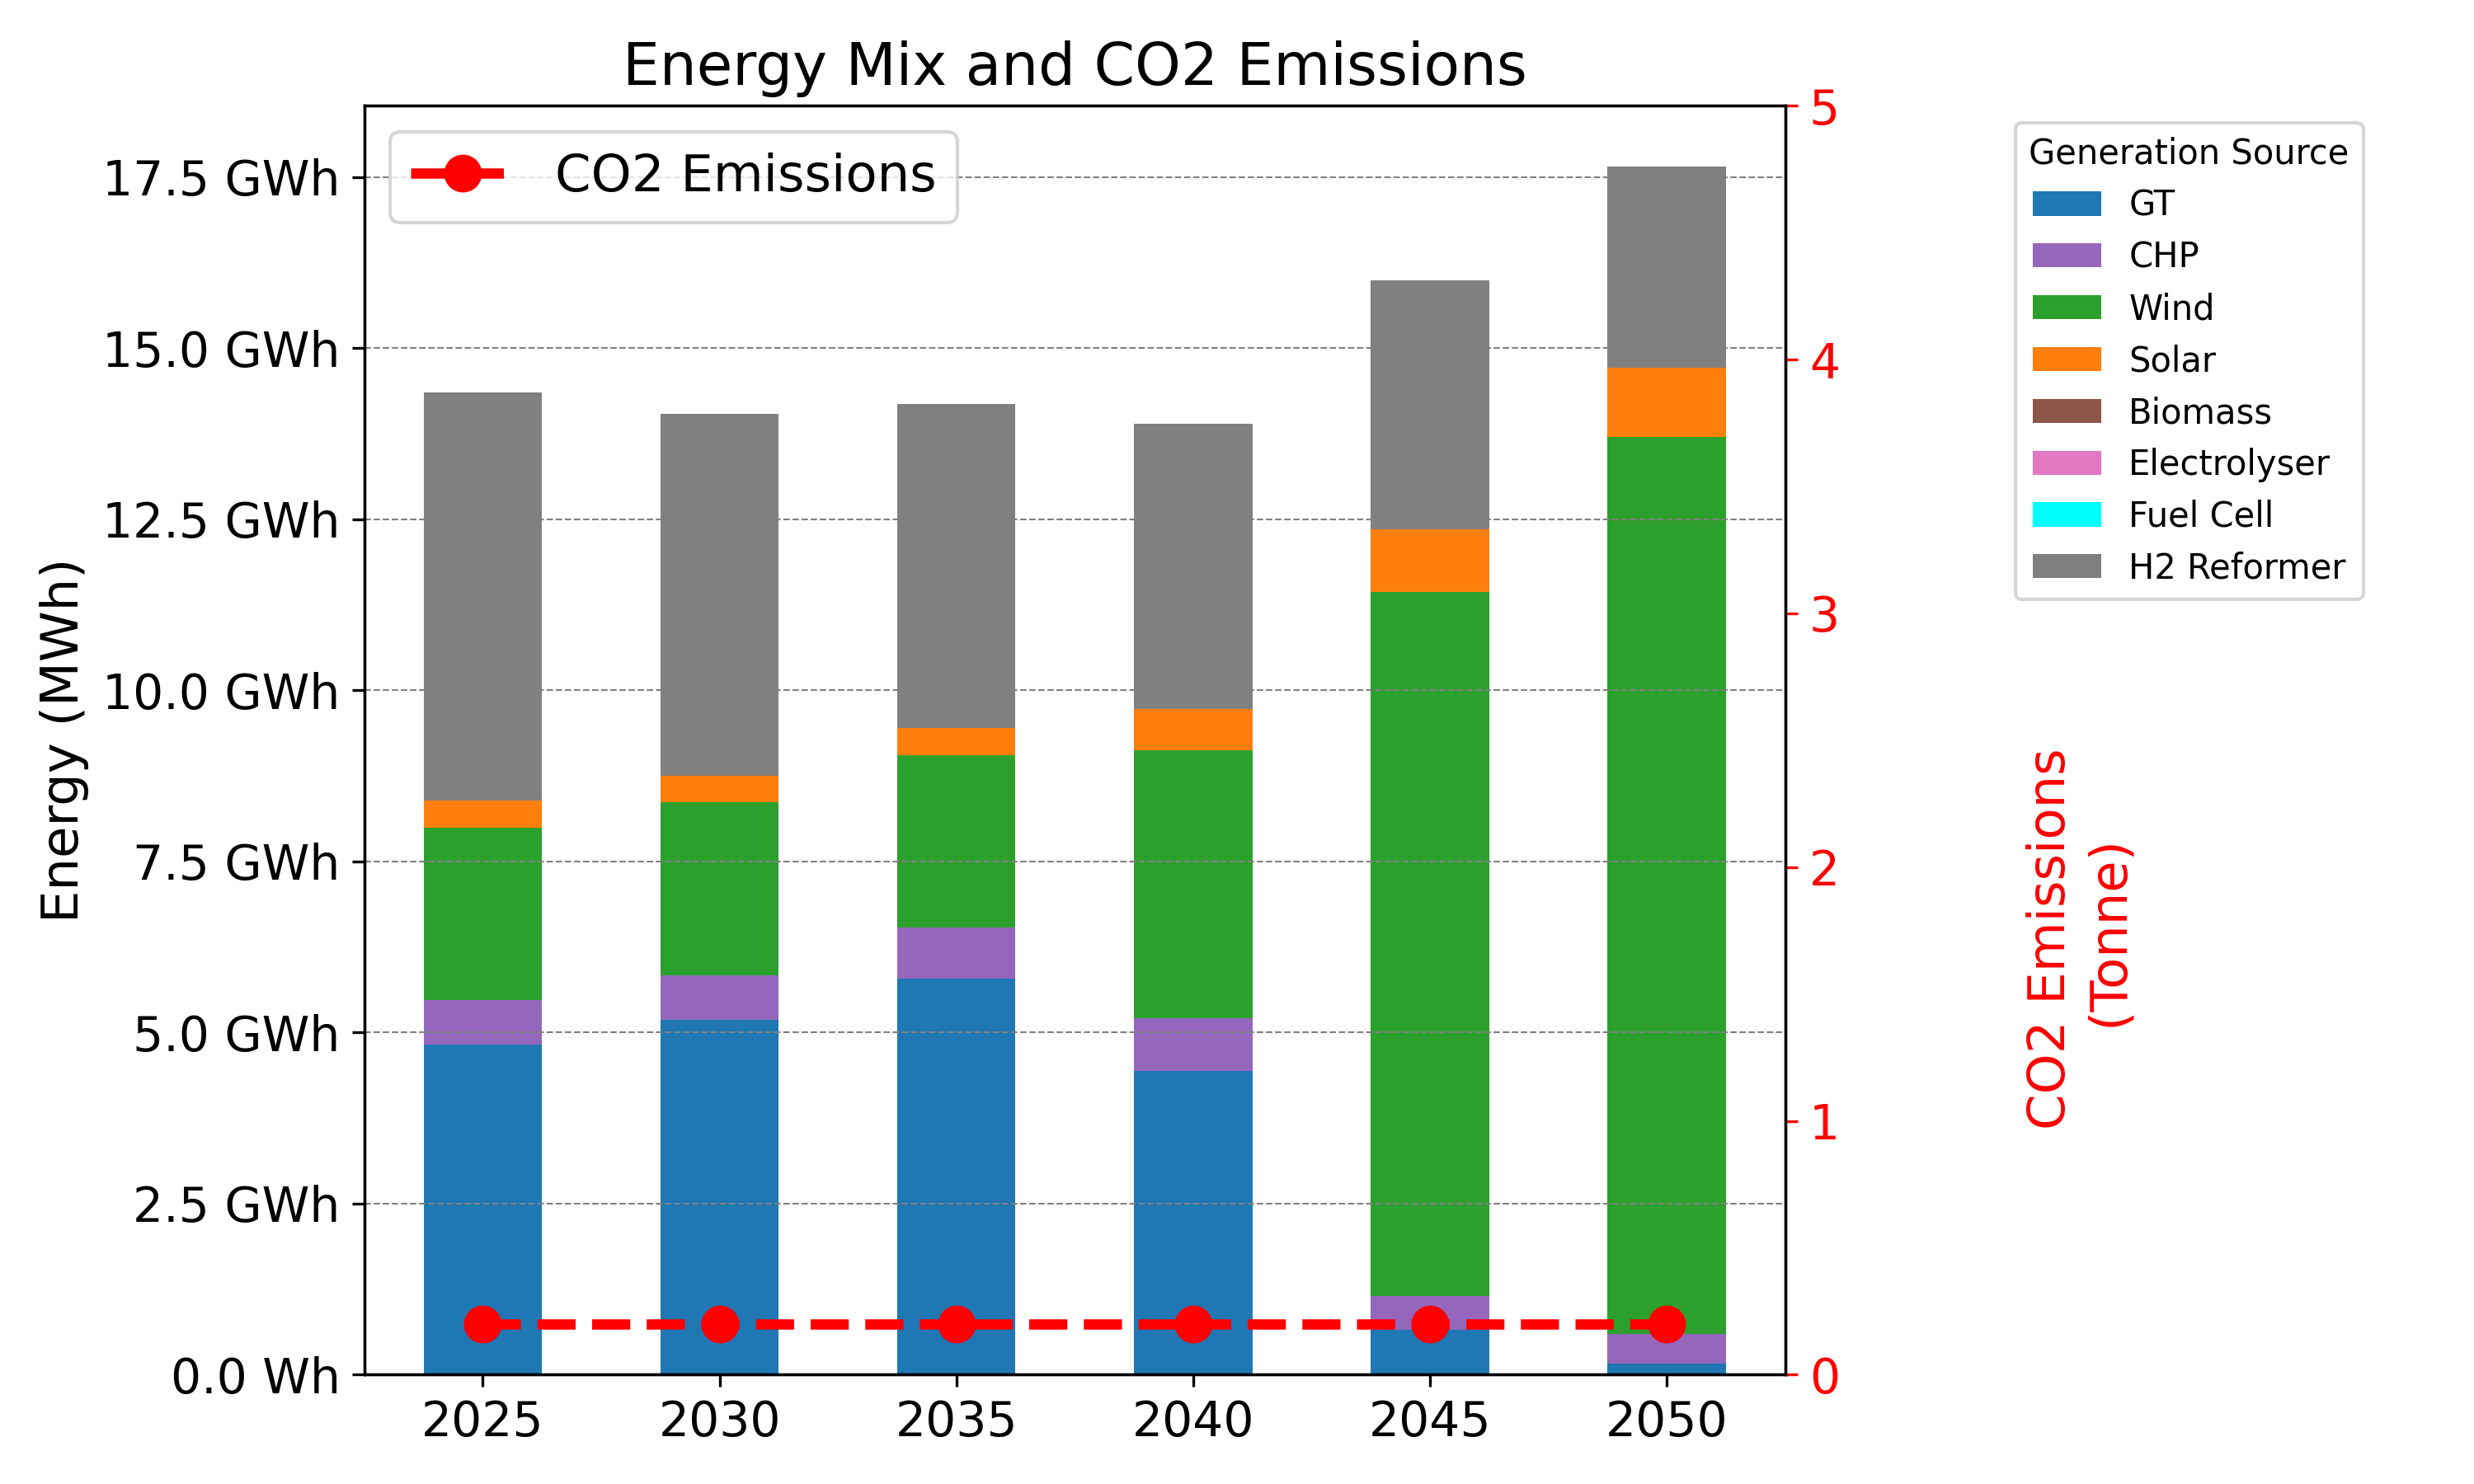 Energy Mix and CO2 Emissions
CO2 Emissions
17.5 GWh
15.0 GWh
12.5 GWh
10.0 GWh
7.5 GWh
5.0 GWh
2.5 GWh
0.0 Wh
Energy (MWh)
2025
2030
2035
2040
2045
2050
5
4
3
2
1
0
CO2 Emissions
(Tonne)
Generation Source
GT
CHP
Wind
Solar
Biomass
Electrolyser
Fuel Cell
H2 Reformer